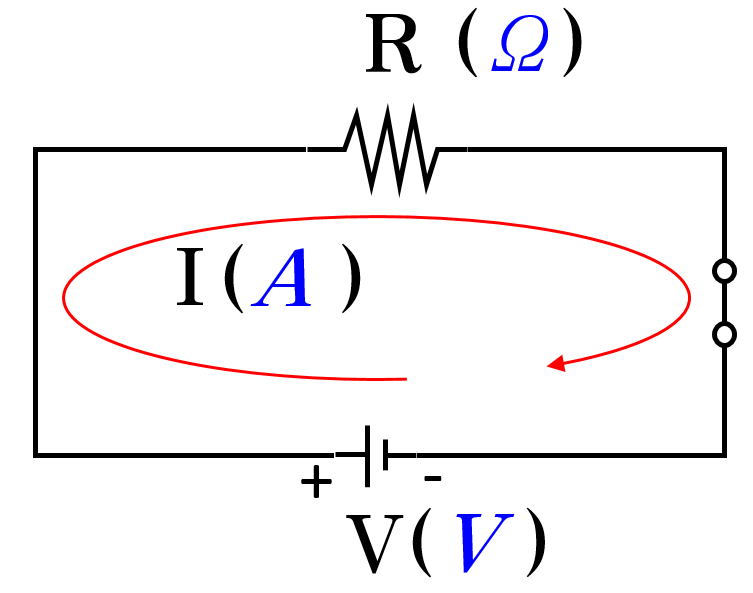 R (Ω)
I (A)
+ -
V(V)